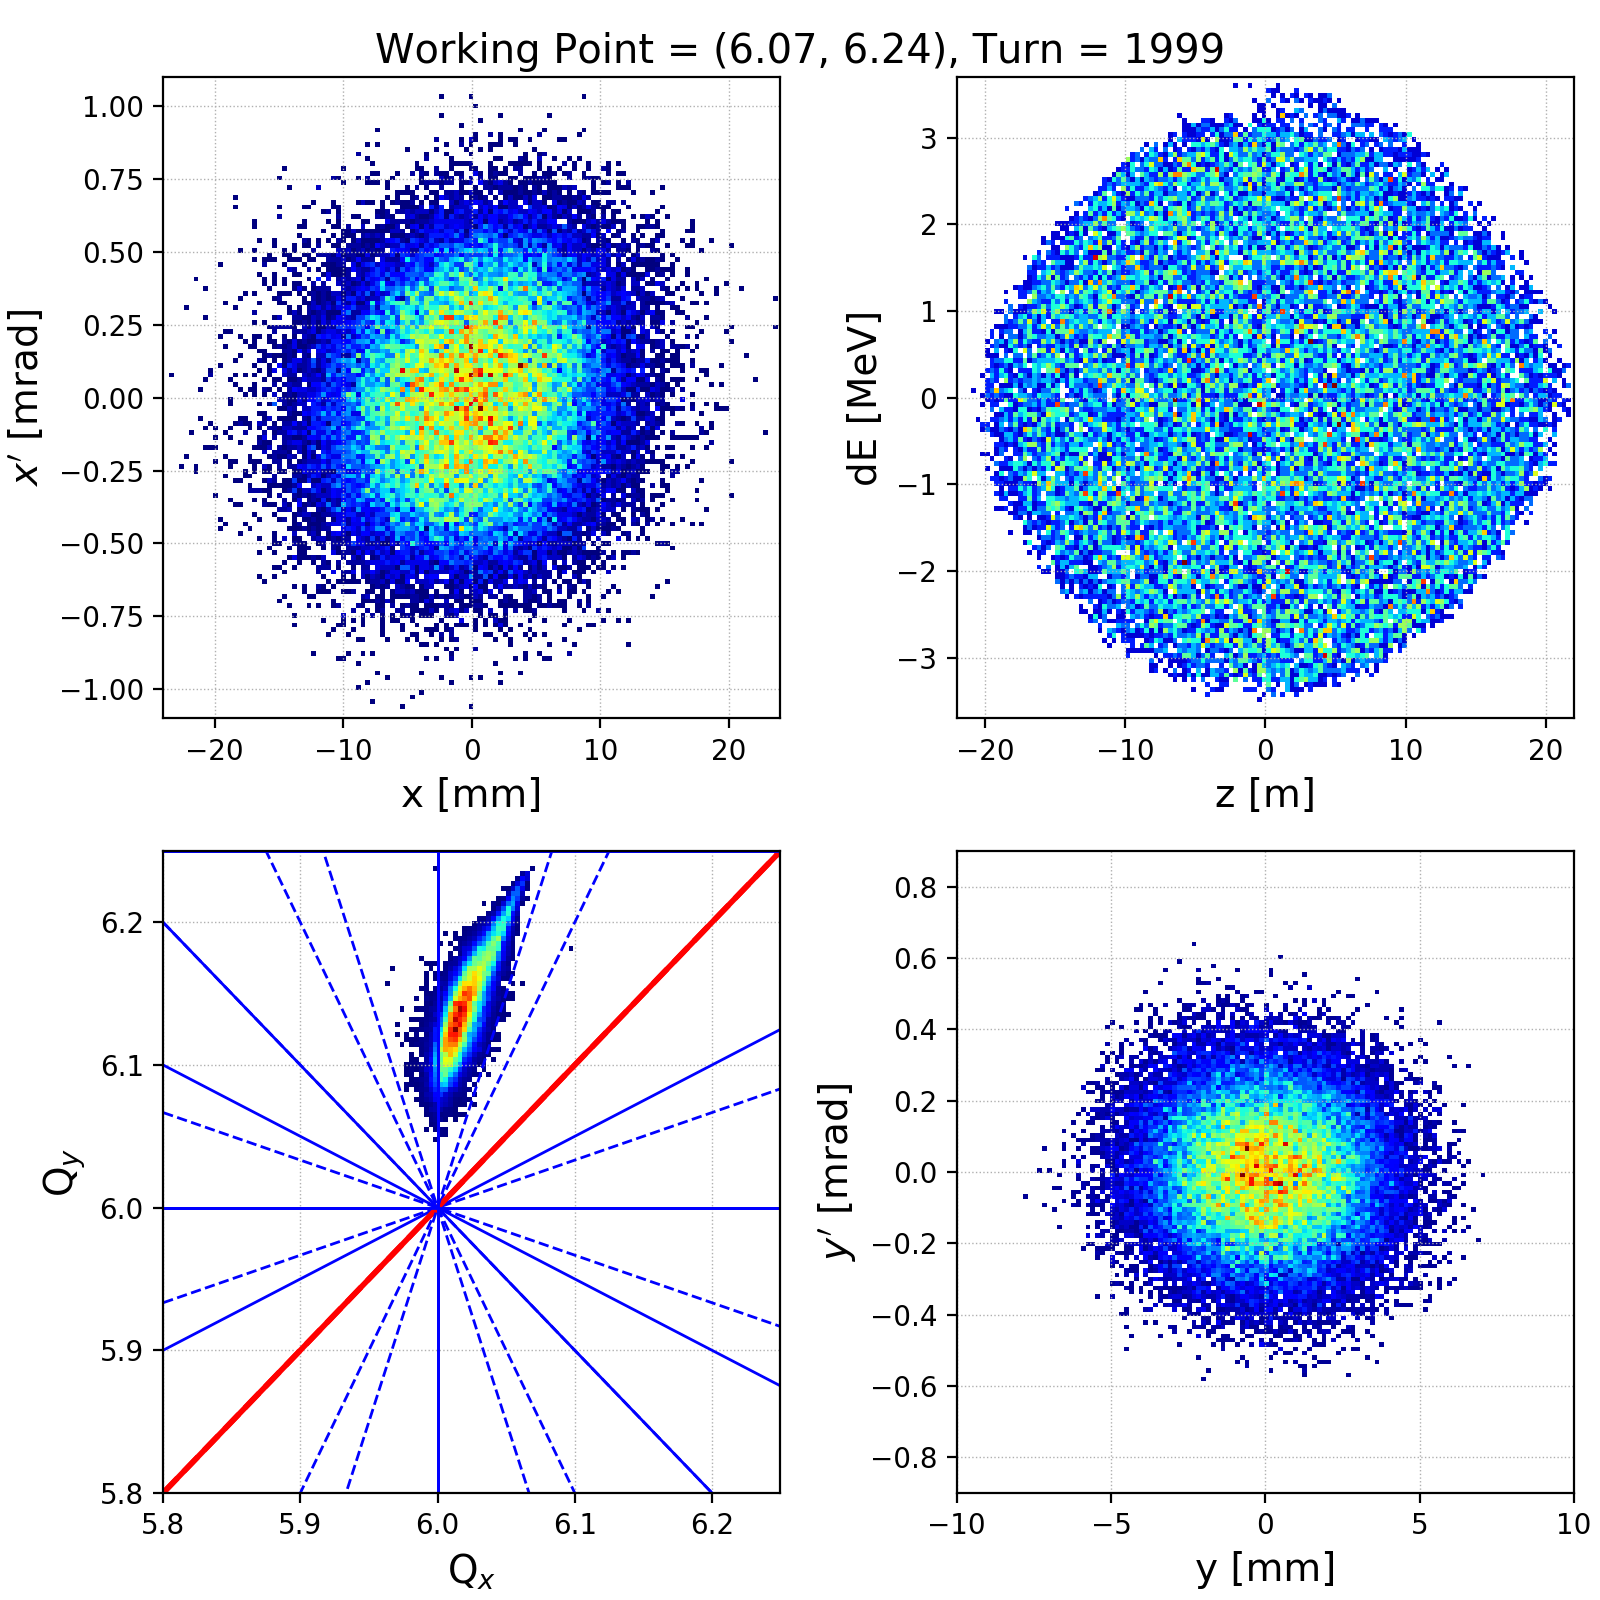 Working Point = (6.07, 6.24), Turn = 1999
1.00
0.75
0.50
0.25
0.00
−0.25
−0.50
−0.75
−1.00
x′ [mrad]
−20 −10 0 10 20
x [mm]
3
2
1
0
−1
−2
−3
dE [MeV]
−20 −10 0 10 20
z [m]
6.2
6.1
6.0
5.9
5.8
Qy
5.8 5.9 6.0 6.1 6.2
Qx
0.8
0.6
0.4
0.2
0.0
−0.2
−0.4
−0.6
−0.8
y′ [mrad]
−10 −5 0 5 10
y [mm]